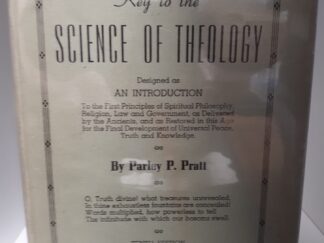 Key to the
SCIENCE OF THEOLOGY
Designed as
AN INTRODUCTION
To the First Principles of Spiritual Philosophy,
Religion, Law and Government, as Delivered
by the Ancients, and as Restored in this Age
for the Final Development of Universal Peace,
Truth and Knowledge.
By Parley P. Pratt
O, Truth divine! what treasures unrevealed,
In thine exhaustless fountains are concealed!
Words multiplied, how powerless to tell
The infinitude with which our bosoms swell.